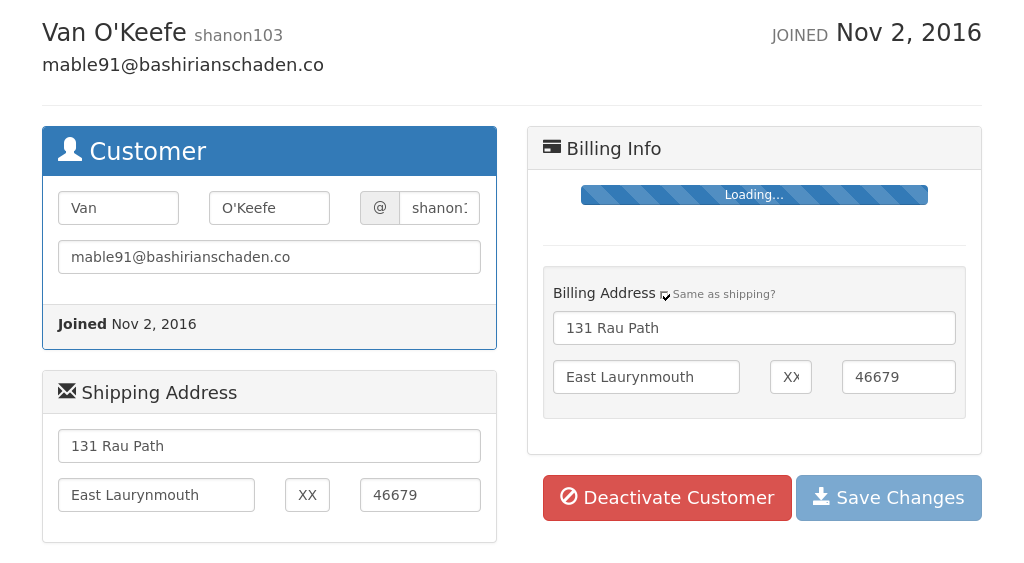 Van O'Keefe shanon103 JOINED Nov 2, 2016
mable91@bashirianschaden.co
Customer
Van O'Keefe @ shanon1
mable91@bashirianschaden.co
Joined Nov 2, 2016
Shipping Address
131 Rau Path
East Laurynmouth XX 46679
Billing Info
Loading...
Billing Address Same as shipping?
131 Rau Path
East Laurynmouth XX 46679
Deactivate Customer Save Changes